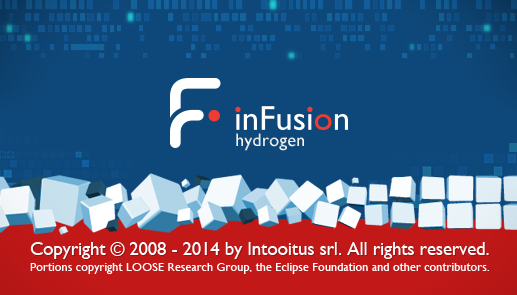 inFusion
hydrogen
Copyright © 2008 - 2014 by Intooitus srl. All rights reserved.
Portions copyright LOOSE Research Group, the Eclipse Foundation and other contributors.